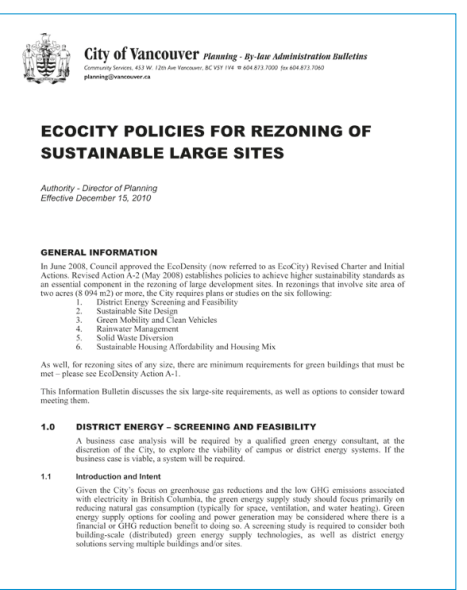 City of Vancouver Planning - By-law Administration Bulletins
Community Services, 453 W. 12th Ave Vancouver, BC V5Y 1V4 ☎ 604.873.7000 fax 604.873.7060
planning@vancouver.ca
ECOCITY POLICIES FOR REZONING OF
SUSTAINABLE LARGE SITES
Authority - Director of Planning
Effective December 15, 2010
GENERAL INFORMATION
In June 2008, Council approved the EcoDensity (now referred to as EcoCity) Revised Charter and Initial
Actions. Revised Action A-2 (May 2008) establishes policies to achieve higher sustainability standards as
an essential component in the rezoning of large development sites. In rezonings that involve site area of
two acres (8 094 m2) or more, the City requires plans or studies on the six following:
1. District Energy Screening and Feasibility
2. Sustainable Site Design
3. Green Mobility and Clean Vehicles
4. Rainwater Management
5. Solid Waste Diversion
6. Sustainable Housing Affordability and Housing Mix
As well, for rezoning sites of any size, there are minimum requirements for green buildings that must be
met – please see EcoDensity Action A-1.
This Information Bulletin discusses the six large-site requirements, as well as options to consider toward
meeting them.
1.0 DISTRICT ENERGY – SCREENING AND FEASIBILITY
A business case analysis will be required by a qualified green energy consultant, at the
discretion of the City, to explore the viability of campus or district energy systems. If the
business case is viable, a system will be required.
1.1 Introduction and Intent
Given the City's focus on greenhouse gas reductions and the low GHG emissions associated
with electricity in British Columbia, the green energy supply study should focus primarily on
reducing natural gas consumption (typically for space, ventilation, and water heating). Green
energy supply options for cooling and power generation may be considered where there is a
financial or GHG reduction benefit to doing so. A screening study is required to consider both
building-scale (distributed) green energy supply technologies, as well as district energy
solutions serving multiple buildings and/or sites.